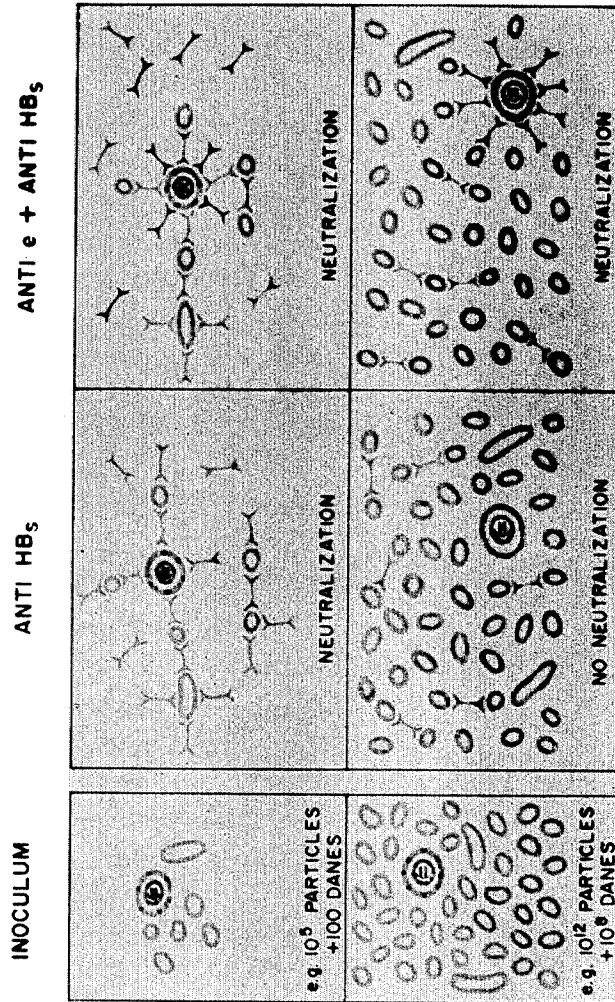 INOCULUM
ANTI HBₛ
ANTI e + ANTI HBₛ
e.g. 10⁵ PARTICLES
+100 DANES
NEUTRALIZATION
NEUTRALIZATION
e.g. 10¹² PARTICLES
+10⁸ DANES
NO NEUTRALIZATION
NEUTRALIZATION